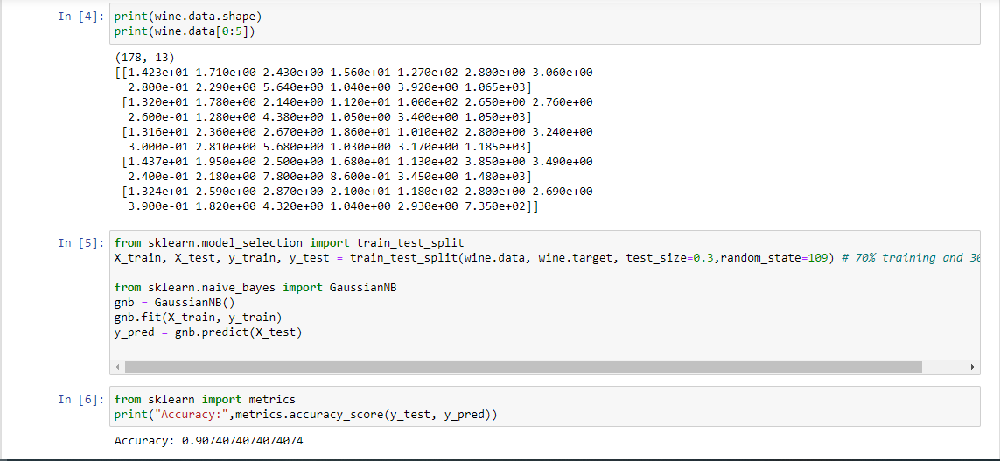 In [4]: print(wine.data.shape)
print(wine.data[0:5])
(178, 13)
[[1.423e+01 1.710e+00 2.430e+00 1.560e+01 1.270e+02 2.800e+00 3.060e+00
2.800e-01 2.290e+00 5.640e+00 1.040e+00 3.920e+00 1.065e+03]
[1.320e+01 1.780e+00 2.140e+00 1.120e+01 1.000e+02 2.650e+00 2.760e+00
2.600e-01 1.280e+00 4.380e+00 1.050e+00 3.400e+00 1.050e+03]
[1.316e+01 2.360e+00 2.670e+00 1.860e+01 1.010e+02 2.800e+00 3.240e+00
3.000e-01 2.810e+00 5.680e+00 1.030e+00 3.170e+00 1.185e+03]
[1.437e+01 1.950e+00 2.500e+00 1.680e+01 1.130e+02 3.850e+00 3.490e+00
2.400e-01 2.180e+00 7.800e+00 8.600e-01 3.450e+00 1.480e+03]
[1.324e+01 2.590e+00 2.870e+00 2.100e+01 1.180e+02 2.800e+00 2.690e+00
3.900e-01 1.820e+00 4.320e+00 1.040e+00 2.930e+00 7.350e+02]]
In [5]: from sklearn.model_selection import train_test_split
X_train, X_test, y_train, y_test = train_test_split(wine.data, wine.target, test_size=0.3,random_state=109) # 70% training and
from sklearn.naive_bayes import GaussianNB
gnb = GaussianNB()
gnb.fit(X_train, y_train)
y_pred = gnb.predict(X_test)
In [6]: from sklearn import metrics
print("Accuracy:",metrics.accuracy_score(y_test, y_pred))
Accuracy: 0.9074074074074074